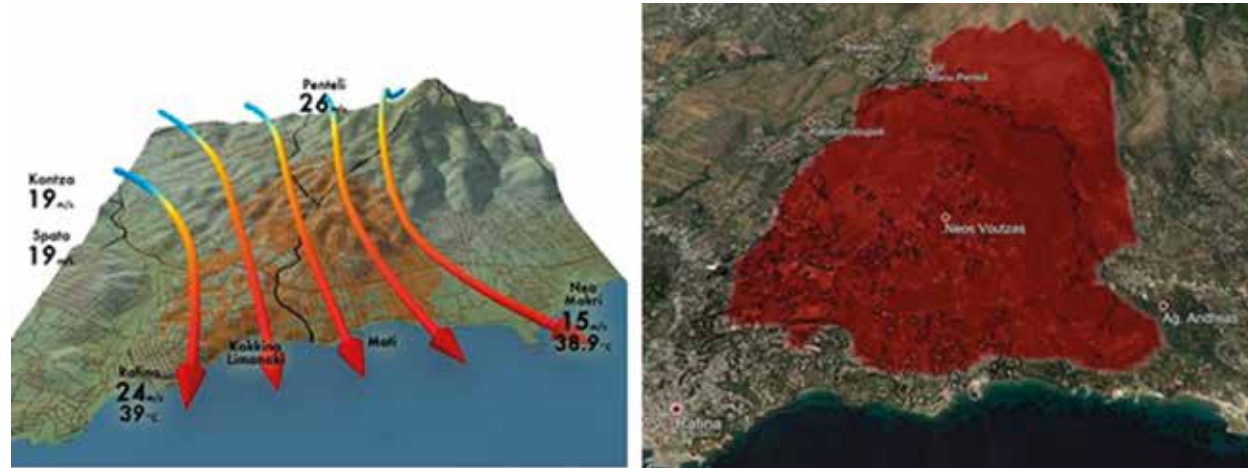 Penteli
26 m/s
Kantza
19 m/s
Spata
19 m/s
Nea
Makri
15 m/s
38.9 °C
Mati
Kokkino
Limanaki
Rafina
24 m/s
39 °C
Neos Voutzas
Ag. Andreas
Rafina